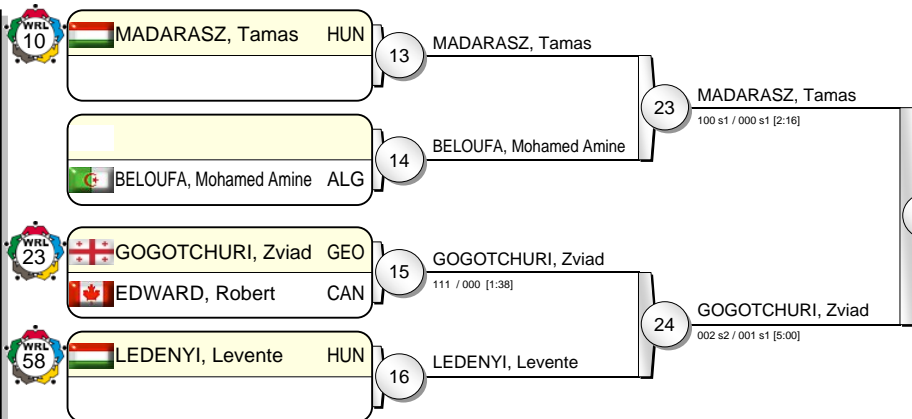 WRL
10
MADARASZ, Tamas HUN
13
MADARASZ, Tamas
23
MADARASZ, Tamas
100 s1 / 000 s1 [2:16]
BELOUFA, Mohamed Amine ALG
14
BELOUFA, Mohamed Amine
WRL
23
GOGOTCHURI, Zviad GEO
EDWARD, Robert CAN
15
GOGOTCHURI, Zviad
111 / 000 [1:38]
24
GOGOTCHURI, Zviad
002 s2 / 001 s1 [5:00]
WRL
58
LEDENYI, Levente HUN
16
LEDENYI, Levente